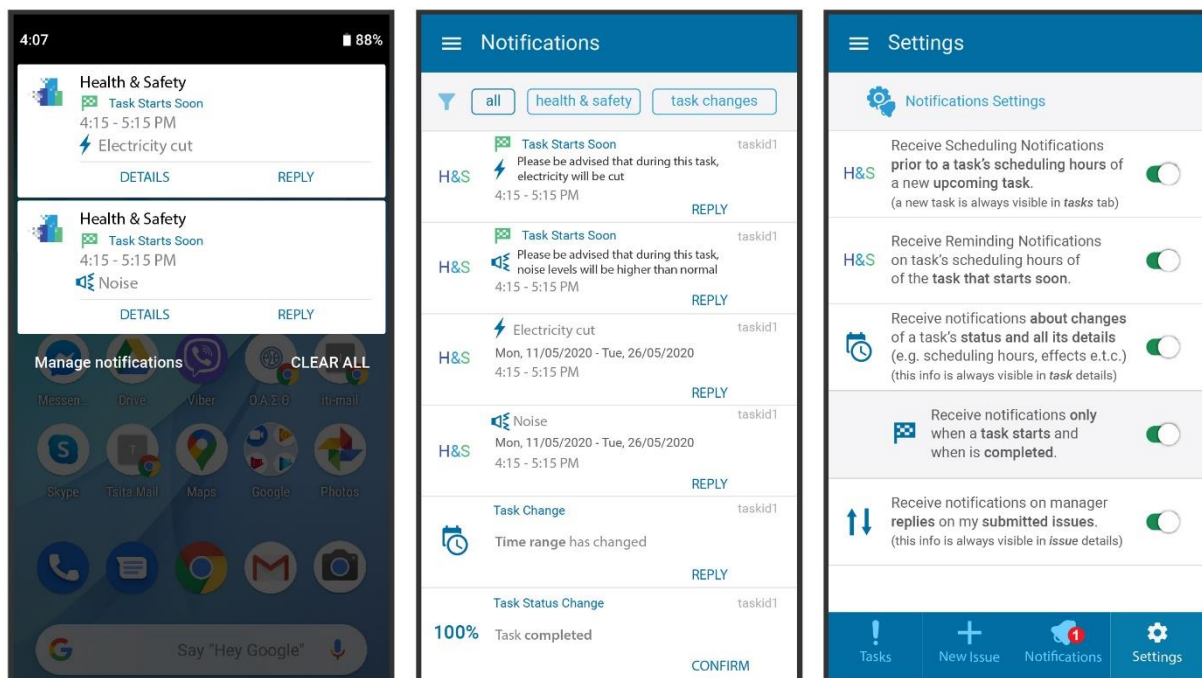 4:07 88%
Health & Safety
Task Starts Soon
4:15 - 5:15 PM
Electricity cut
DETAILS REPLY
Health & Safety
Task Starts Soon
4:15 - 5:15 PM
Noise
DETAILS REPLY
Manage notifications CLEAR ALL
Messen... Drive Viber Ο.Α.Σ.Θ iti-mail
S T
Skype Tsita Mail Maps Google Photos
G Say "Hey Google"
Notifications
all health & safety task changes
Task Starts Soon taskid1
Please be advised that during this task,
H&S electricity will be cut
4:15 - 5:15 PM
REPLY
Task Starts Soon taskid1
Please be advised that during this task,
H&S noise levels will be higher than normal
4:15 - 5:15 PM
REPLY
Electricity cut taskid1
H&S Mon, 11/05/2020 - Tue, 26/05/2020
4:15 - 5:15 PM
REPLY
Noise taskid1
Mon, 11/05/2020 - Tue, 26/05/2020
H&S 4:15 - 5:15 PM
REPLY
Task Change taskid1
Time range has changed
REPLY
Task Status Change taskid1
100% Task completed
CONFIRM
Settings
Notifications Settings
Receive Scheduling Notifications
prior to a task's scheduling hours of
H&S a new upcoming task.
(a new task is always visible in tasks tab)
Receive Reminding Notifications
H&S on task's scheduling hours of
of the task that starts soon.
Receive notifications about changes
of a task's status and all its details
(e.g. scheduling hours, effects e.t.c.)
(this info is always visible in task details)
Receive notifications only
when a task starts and
when is completed.
Receive notifications on manager
replies on my submitted issues.
(this info is always visible in issue details)
1
Tasks New Issue Notifications Settings